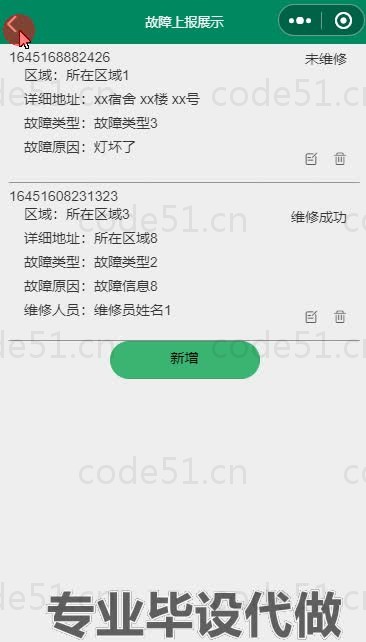 故障上报展示
1645168882426
未维修
区域：所在区域1
详细地址：xx宿舍 xx楼 xx号
故障类型：故障类型3
故障原因：灯坏了
16451608231323
区域：所在区域3
维修成功
详细地址：所在区域8
故障类型：故障类型2
故障原因：故障信息8
维修人员：维修员姓名1
新增
code51.cn
code51.cn
code51.cn
code51.cn
code51.cn
专业毕设代做